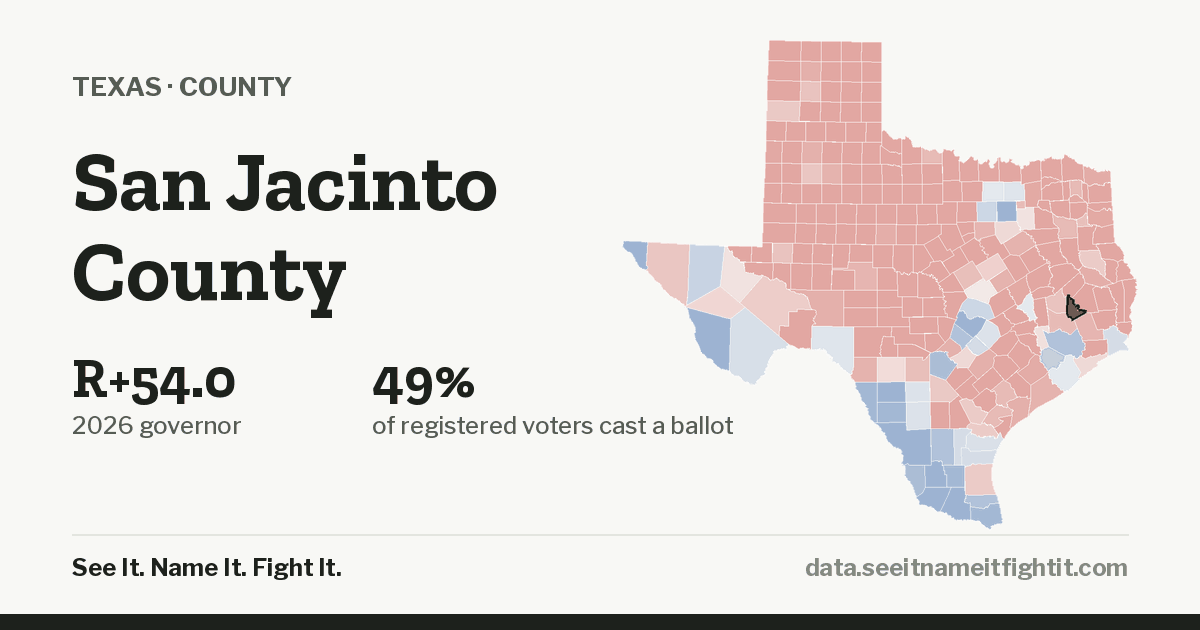 TEXAS · COUNTY
San Jacinto
County
R+54.0
2026 governor
49%
of registered voters cast a ballot
See It. Name It. Fight It.
data.seeitnameitfightit.com